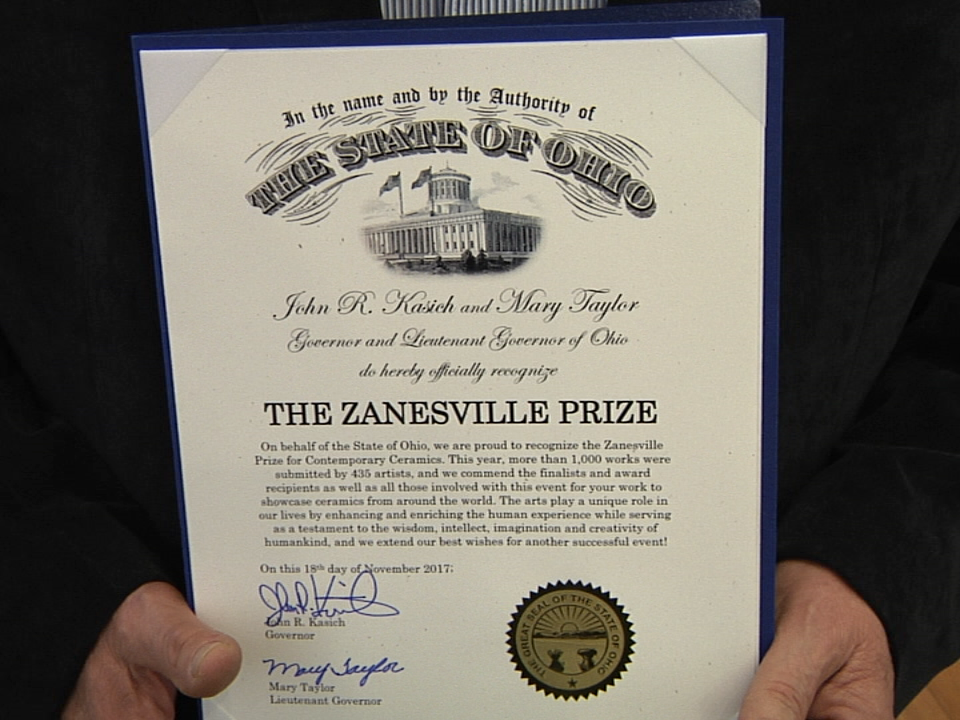 In the name and by the Authority of
THE STATE OF OHIO
John R. Kasich and Mary Taylor
Governor and Lieutenant Governor of Ohio
do hereby officially recognize
THE ZANESVILLE PRIZE
On behalf of the State of Ohio, we are proud to recognize the Zanesville
Prize for Contemporary Ceramics. This year, more than 1,000 works were
submitted by 435 artists, and we commend the finalists and award
recipients as well as all those involved with this event for your work to
showcase ceramics from around the world. The arts play a unique role in
our lives by enhancing and enriching the human experience while serving
as a testament to the wisdom, intellect, imagination and creativity of
humankind, and we extend our best wishes for another successful event!
On this 18th day of November 2017;
John R. Kasich
Governor
Mary Taylor
Mary Taylor
Lieutenant Governor
THE GREAT SEAL OF THE STATE OF OHIO